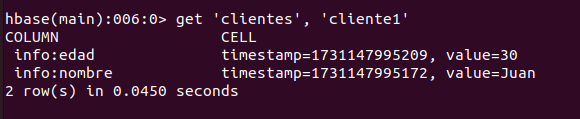 hbase(main):006:0> get 'clientes', 'cliente1'
COLUMN                CELL
 info:edad            timestamp=1731147995209, value=30
 info:nombre          timestamp=1731147995172, value=Juan
2 row(s) in 0.0450 seconds